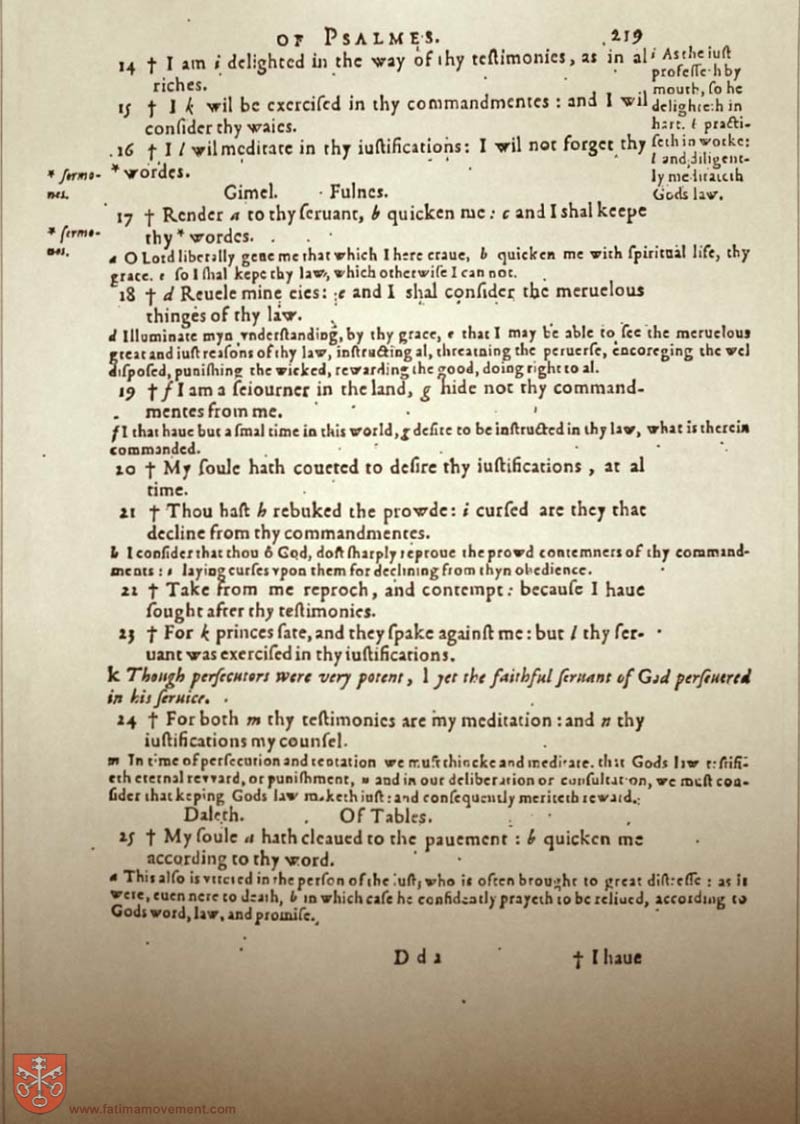 OF PSALMES. 219
14 † I am i delighted in the way of thy teſtimonies, as in al
riches.
i As the iuſt
profeſſeth by
mouth, ſo he
delighteth in
hart. k practi-
ſeth in worke:
l and diligent-
ly meditateth
Gods law.
15 † I k wil be exerciſed in thy commandmentes : and I wil
conſider thy waies.
16 † I l wil meditate in thy iuſtifications: I wil not forget thy
* wordes.
* ſermo-
nes.
Gimel. Fulnes.
17 † Render a to thy ſeruant, b quicken me : c and I shal keepe
thy * wordes.
* ſermo-
nes.
a O Lord liberally geue me that which I here craue, b quicken me with ſpiritual life, thy
grace. c ſo I ſhal kepe thy law, which otherwiſe I can not.
18 † d Reuele mine eies: e and I shal conſider the meruelous
thinges of thy law.
d Illuminate myn vnderſtanding, by thy grace, e that I may be able to ſee the meruelous
great and iuſt reaſons of thy law, inſtructing al, threatning the peruerſe, encoreging the wel
diſpoſed, puniſhing the wicked, rewarding the good, doing right to al.
19 † f I am a ſeiourner in the land, g hide not thy command-
mentes from me.
f I that haue but a ſmal time in this world, g deſire to be inſtructed in thy law, what is therein
commanded.
20 † My ſoule hath coueted to deſire thy iuſtifications , at al
time.
21 † Thou haſt h rebuked the prowde: i curſed are they that
decline from thy commandmentes.
h I conſider that thou ô God, doſt ſharply reproue the prowd contemners of thy command-
ments : i laying curſes vpon them for declining from thyn obedience.
22 † Take from me reproch, and contempt : becauſe I haue
ſought after thy teſtimonies.
23 † For k princes ſate, and they ſpake againſt me: but l thy ſer-
uant was exerciſed in thy iuſtifications.
k Though perſecutors were very potent, l yet the faithful ſeruant of God perſeuered
in his ſeruice.
24 † For both m thy teſtimonies are my meditation : and n thy
iuſtifications my counſel.
m In time of perſecution and tentation we muſt thincke and meditate. that Gods law teſtifi-
eth eternal revvard, or puniſhment, n and in our deliberation or conſultation, we muſt con-
ſider that keping Gods law maketh iuſt: and conſequently meriteth reward.
Daleth. Of Tables.
25 † My ſoule a hath cleaued to the pauement : b quicken me
according to thy word.
a This alſo is vttered in the perſon of the iuſt, who is often brought to great diſtreſſe : as it
were, euen nere to death, b in which caſe he confidently prayeth to be reliued, according to
Gods word, law, and promiſe.
D d 2 † I haue
www.fatimamovement.com